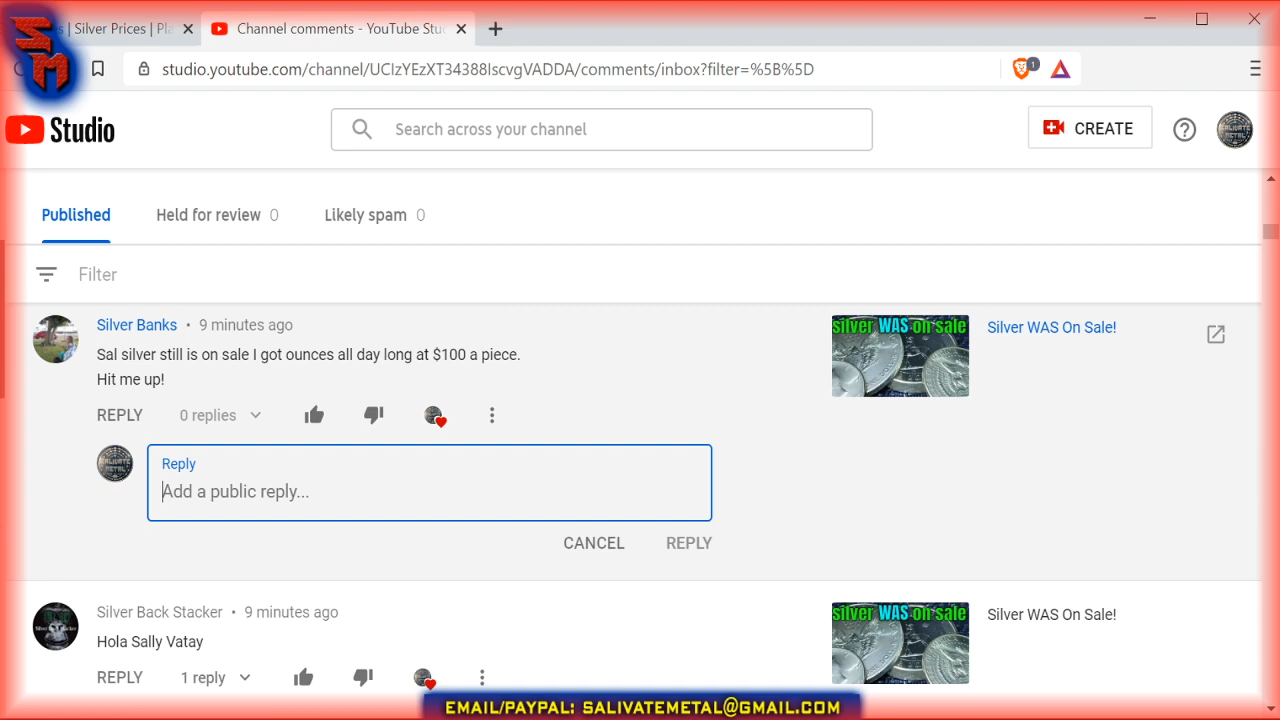 SM
s | Silver Prices | Pla
Channel comments - YouTube Stud
studio.youtube.com/channel/UCIzYEzXT34388IscvgVADDA/comments/inbox?filter=%5B%5D
1
Studio
Search across your channel
CREATE
Published
Held for review 0
Likely spam 0
Filter
Silver Banks • 9 minutes ago
Sal silver still is on sale I got ounces all day long at $100 a piece.
Hit me up!
REPLY
0 replies
silver WAS on sale
Silver WAS On Sale!
SALIVATE METAL
Reply
Add a public reply...
CANCEL
REPLY
Silver Back Stacker • 9 minutes ago
Hola Sally Vatay
REPLY
1 reply
silver WAS on sale
Silver WAS On Sale!
EMAIL/PAYPAL: SALIVATEMETAL@GMAIL.COM